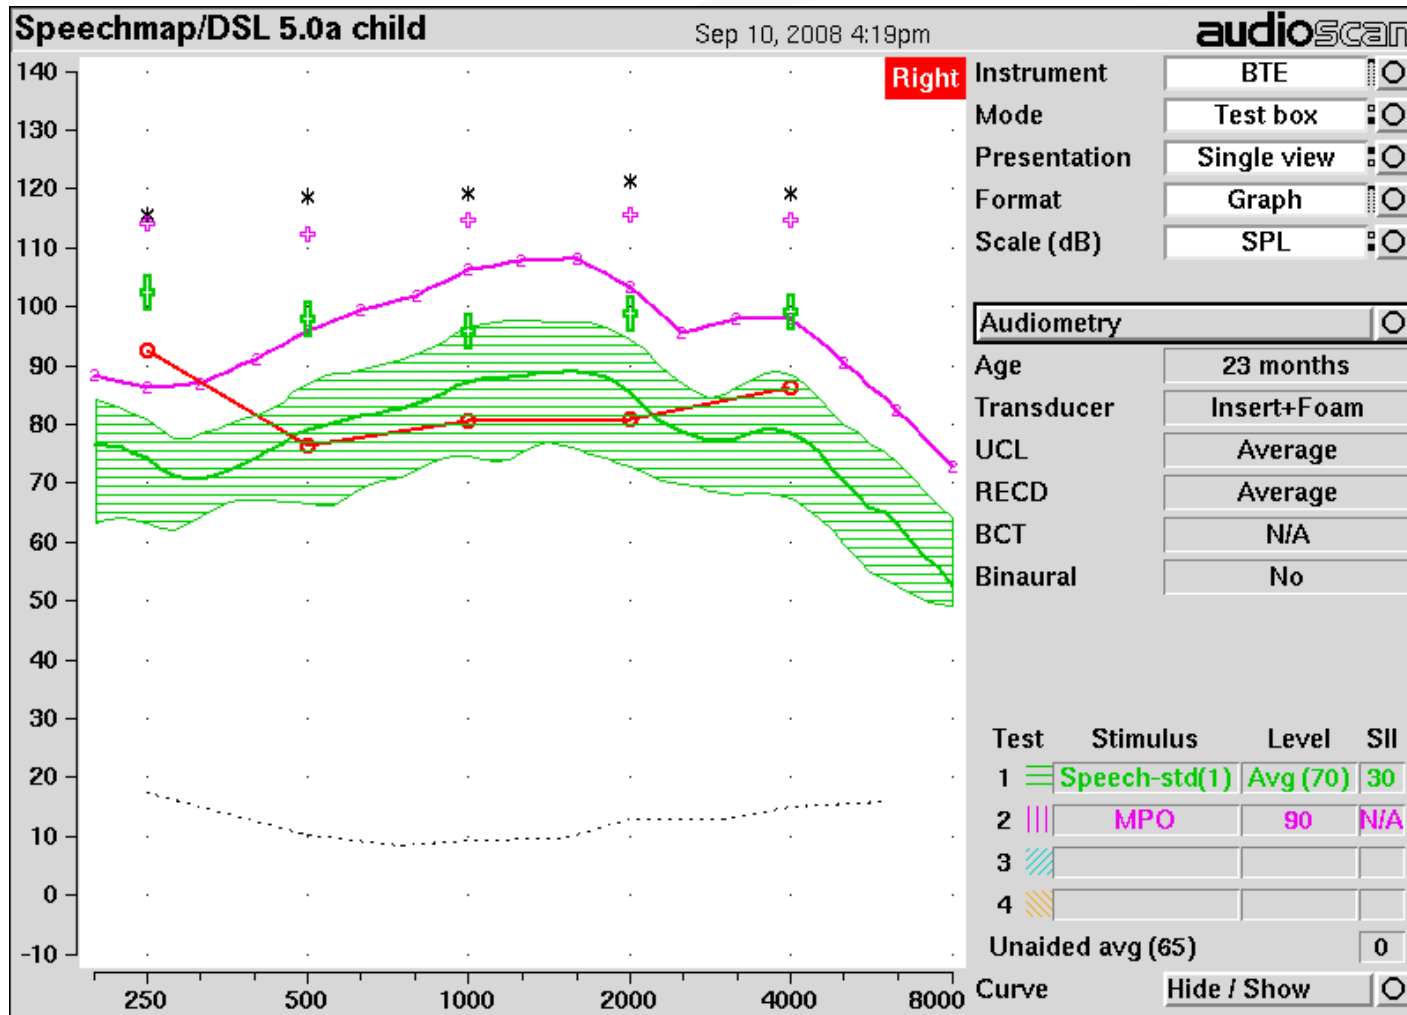 Speechmap/DSL 5.0a child
Sep 10, 2008 4:19pm
audioscan
Right
140
130
120
110
100
90
80
70
60
50
40
30
20
10
0
-10
250 500 1000 2000 4000 8000
Instrument BTE
Mode Test box
Presentation Single view
Format Graph
Scale (dB) SPL
Audiometry
Age 23 months
Transducer Insert+Foam
UCL Average
RECD Average
BCT N/A
Binaural No
Test Stimulus Level SII
1 Speech-std(1) Avg (70) 30
2 MPO 90 N/A
3
4
Unaided avg (65) 0
Curve Hide / Show